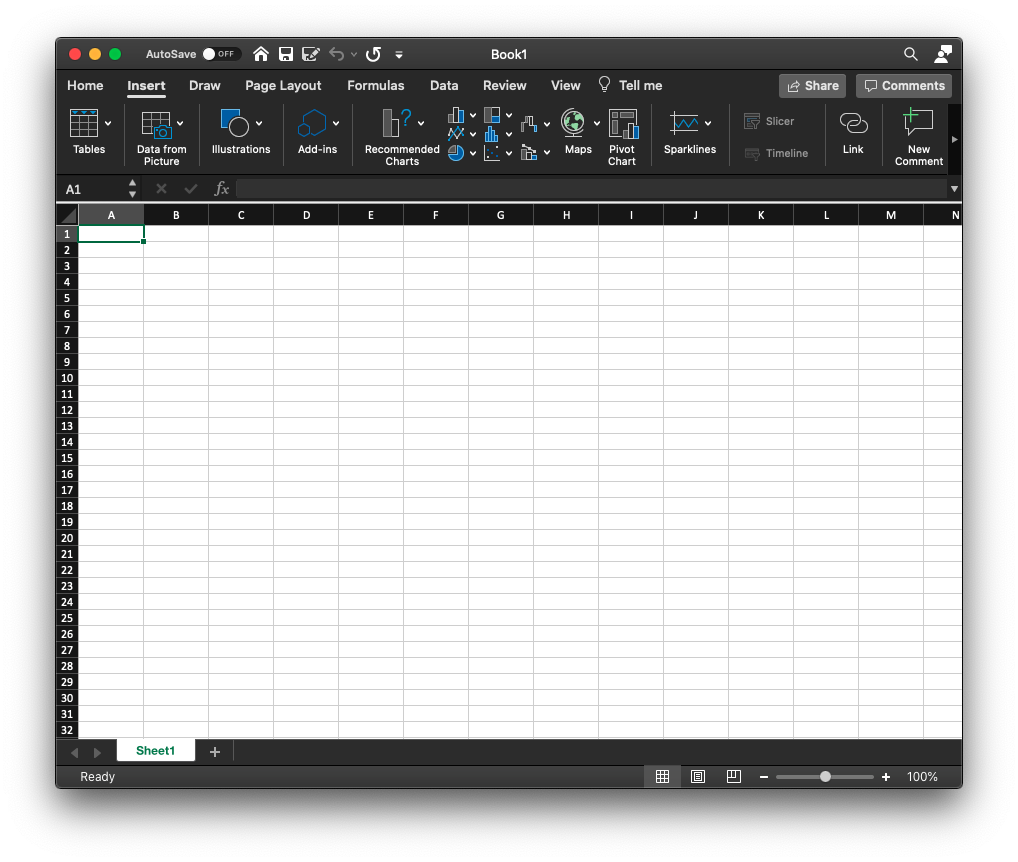 AutoSave OFF Book1
Home Insert Draw Page Layout Formulas Data Review View Tell me Share Comments
Tables
Data from
Picture
Illustrations
Add-ins
Recommended
Charts
Maps
Pivot
Chart
Sparklines
Slicer
Timeline
Link
New
Comment
A1 fx
A B C D E F G H I J K L M N
1
2
3
4
5
6
7
8
9
10
11
12
13
14
15
16
17
18
19
20
21
22
23
24
25
26
27
28
29
30
31
32
Sheet1 +
Ready 100%